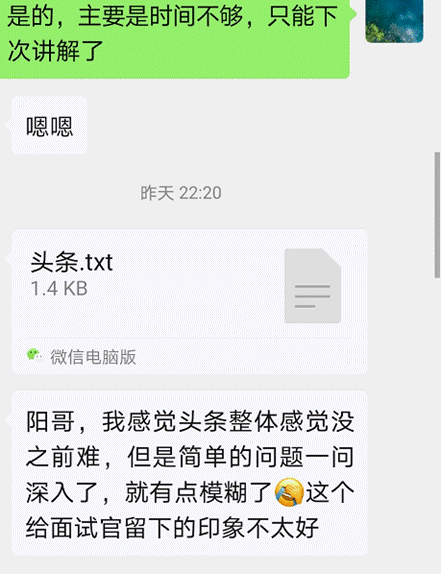 是的，主要是时间不够，只能下
次讲解了
嗯嗯
昨天 22:20
头条.txt
1.4 KB
微信电脑版
阳哥，我感觉头条整体感觉没
之前难，但是简单的问题一问
深入了，就有点模糊了🤣这个
给面试官留下的印象不太好